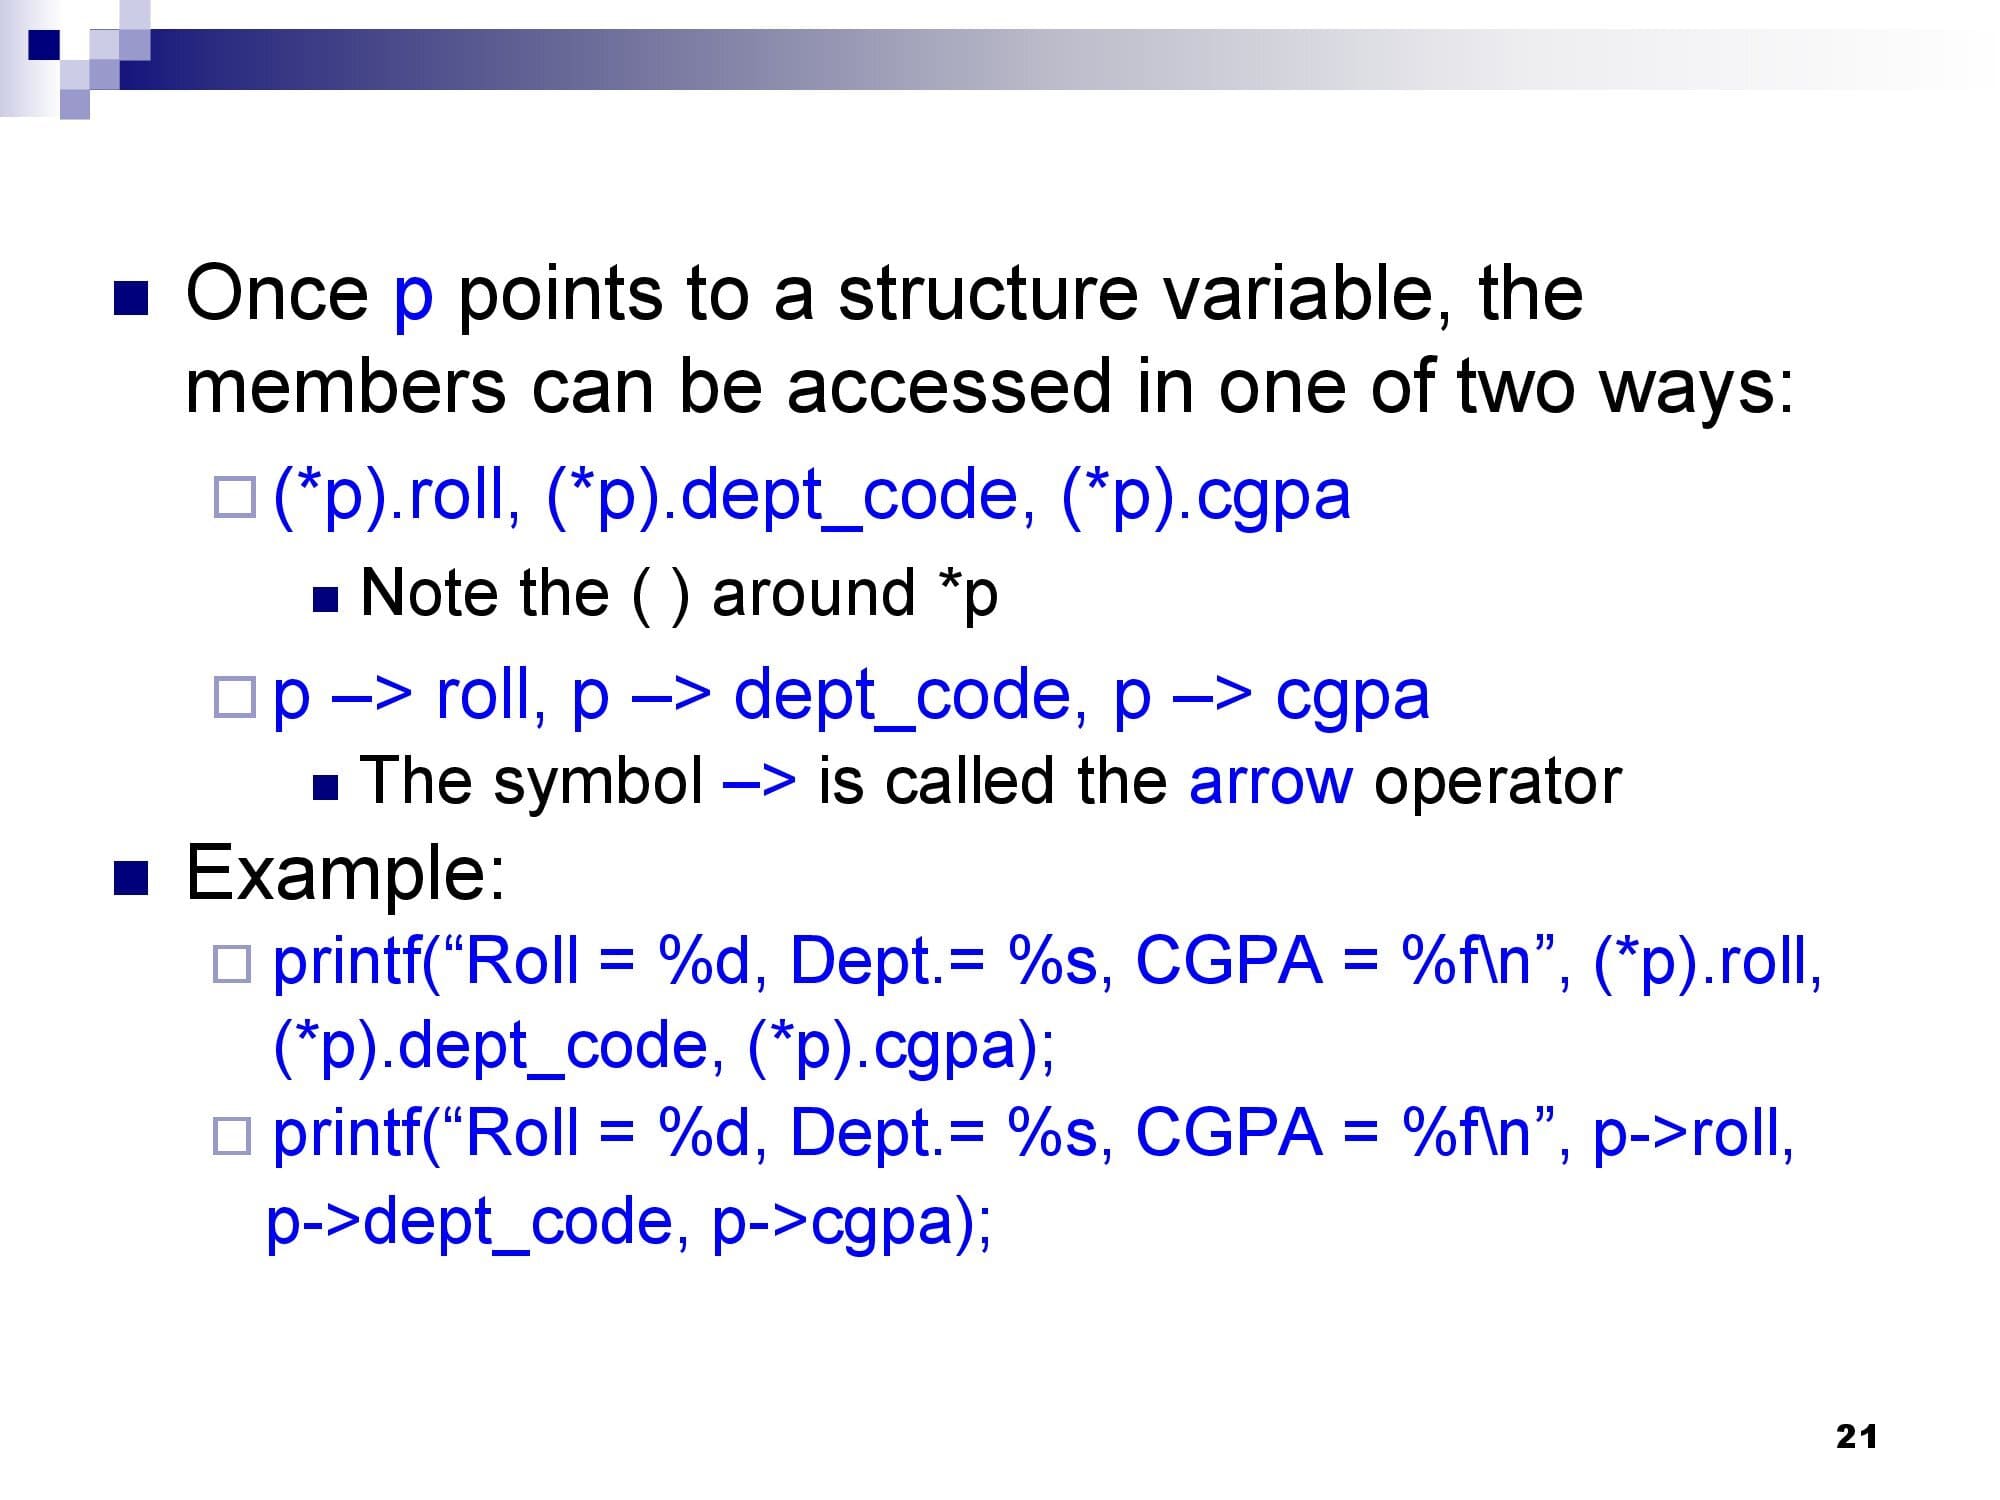 Once p points to a structure variable, the
members can be accessed in one of two ways:
(*p).roll, (*p).dept_code, (*p).cgpa
Note the ( ) around *p
p –> roll, p –> dept_code, p –> cgpa
The symbol –> is called the arrow operator
Example:
printf(“Roll = %d, Dept.= %s, CGPA = %f\n”, (*p).roll,
(*p).dept_code, (*p).cgpa);
printf(“Roll = %d, Dept.= %s, CGPA = %f\n”, p->roll,
p->dept_code, p->cgpa);
21